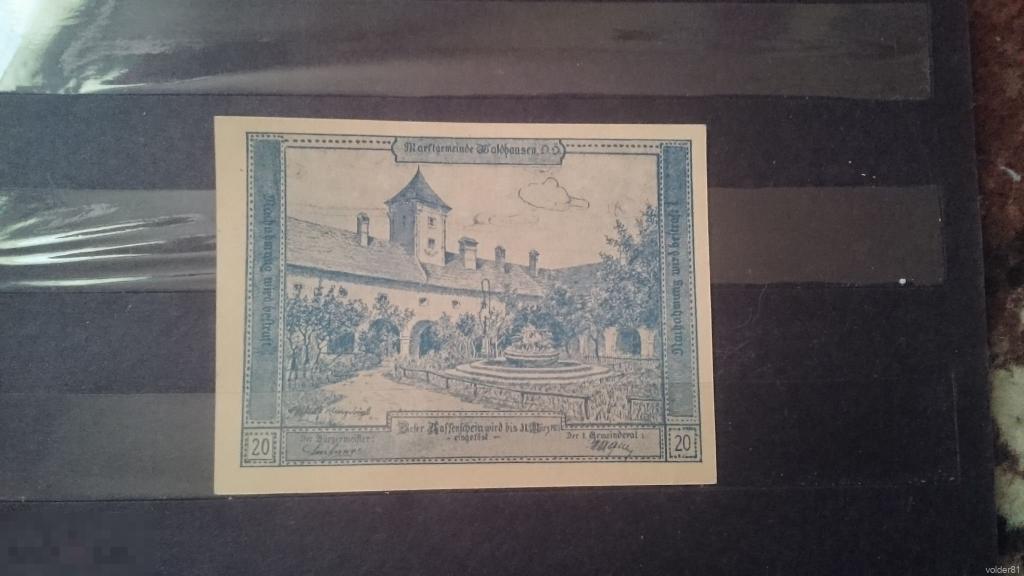 Marktgemeinde Waldhausen, O.Ö.
Nachahmung wird bestraft.
Nachahmung wird bestraft.
Dieser Kassenschein wird bis 31. März
eingelöst
Der Bürgermeister:
Der 1. Gemeinderat:
20
20
volder81